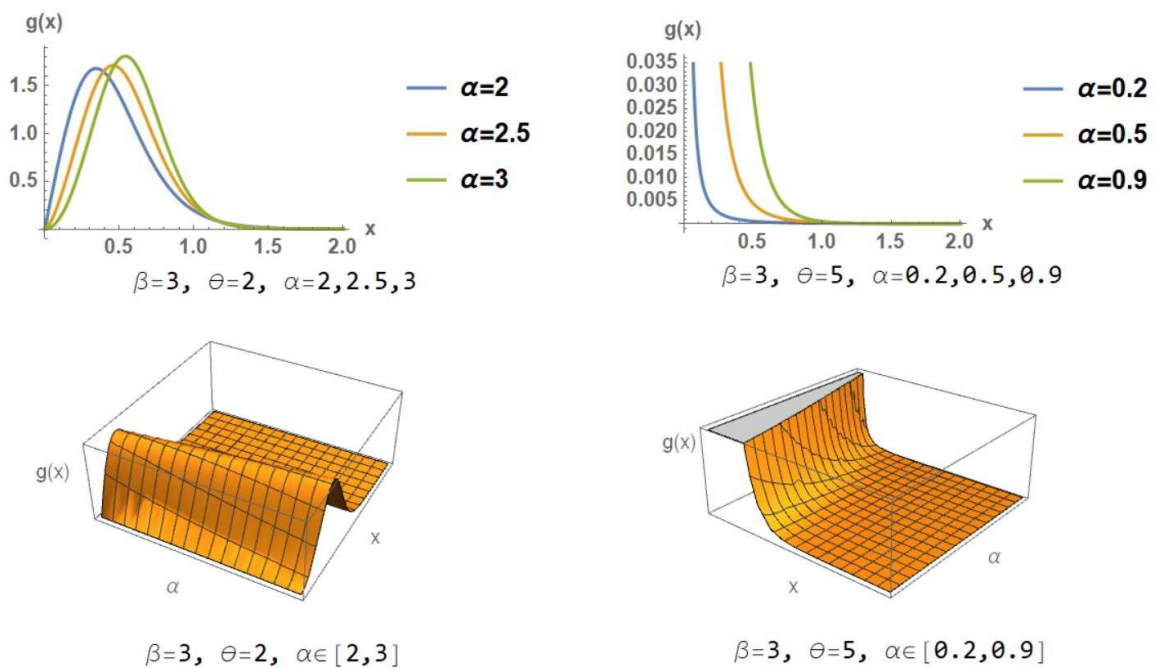 g(x)
1.5
1.0
0.5
0.5 1.0 1.5 2.0 x
α=2
α=2.5
α=3
β=3, θ=2, α=2,2.5,3
g(x)
0.035
0.030
0.025
0.020
0.015
0.010
0.005
0.5 1.0 1.5 2.0 x
α=0.2
α=0.5
α=0.9
β=3, θ=5, α=0.2,0.5,0.9
g(x)
x
α
β=3, θ=2, α∈[2,3]
g(x)
α
x
β=3, θ=5, α∈[0.2,0.9]